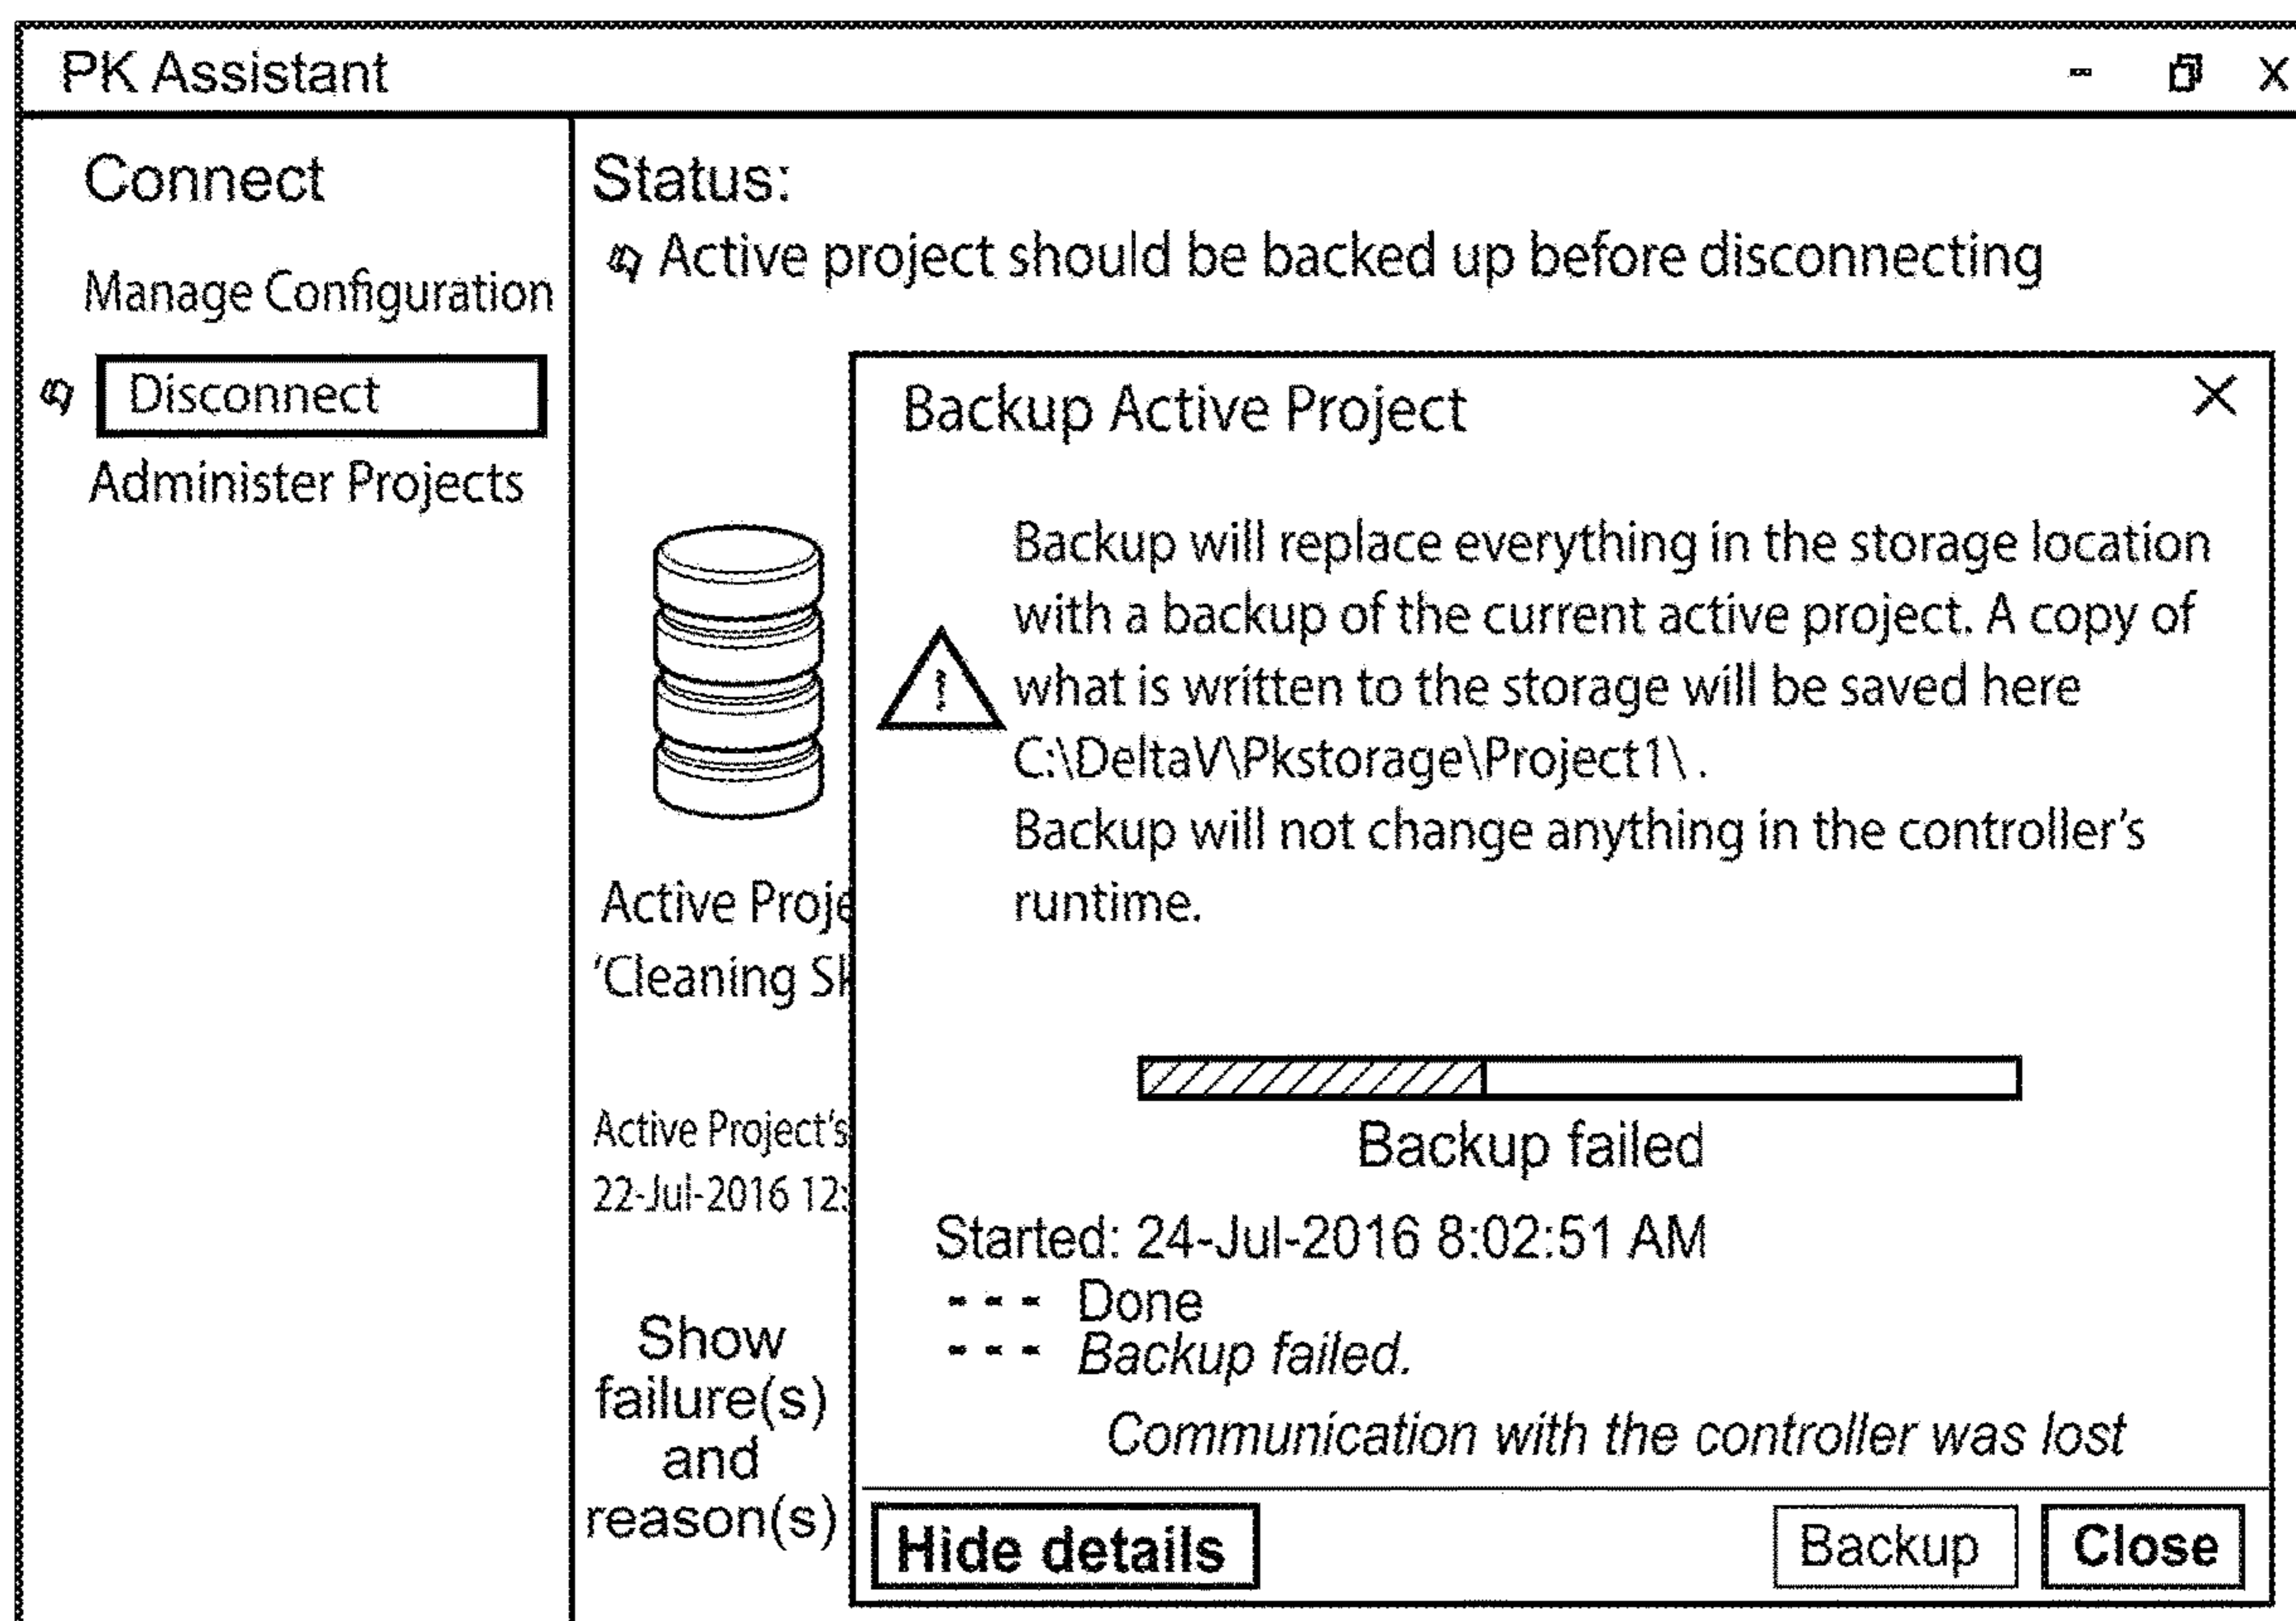 PK Assistant
Connect
Manage Configuration
Disconnect
Administer Projects
Status:
Active project should be backed up before disconnecting
Active Proje
'Cleaning Sk
Active Project's
22-Jul-2016 12:
Show
failure(s)
and
reason(s)
Backup Active Project
Backup will replace everything in the storage location
with a backup of the current active project. A copy of
! what is written to the storage will be saved here
C:\DeltaV\Pkstorage\Project1\ .
Backup will not change anything in the controller's
runtime.
Backup failed
Started: 24-Jul-2016 8:02:51 AM
--- Done
--- Backup failed.
Communication with the controller was lost
Hide details
Backup
Close